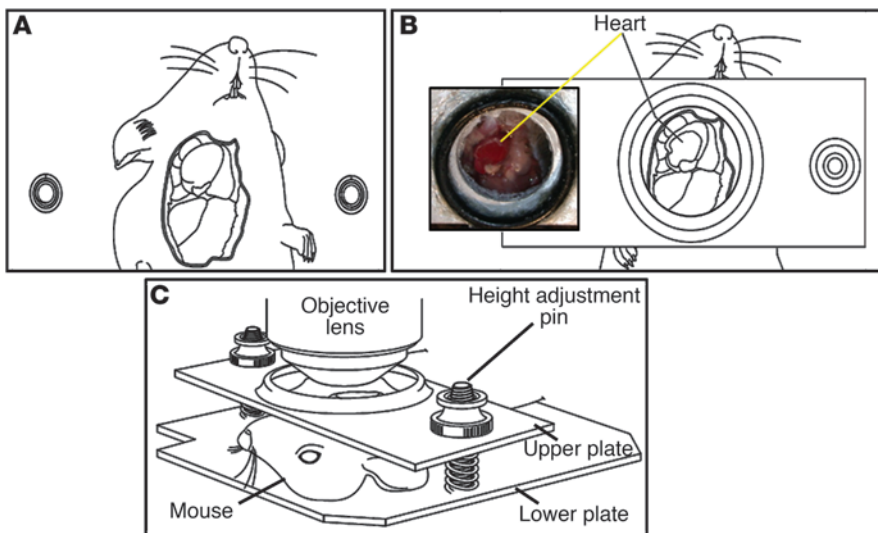 A
B
Heart
C
Objective
lens
Height adjustment
pin
Upper plate
Mouse
Lower plate